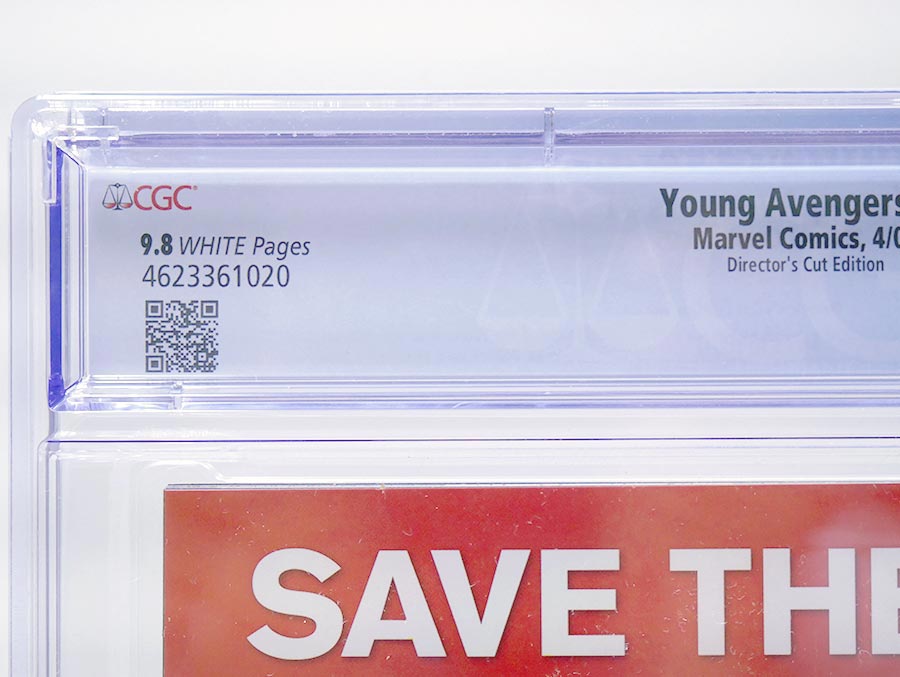 CGC®
9.8 WHITE Pages
4623361020
Young Avengers
Marvel Comics, 4/0
Director's Cut Edition
SAVE THE